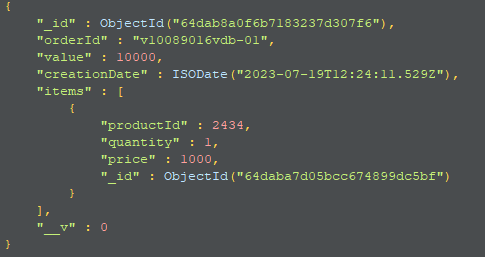 {
    "_id" : ObjectId("64dab8a0f6b7183237d307f6"),
    "orderId" : "v10089016vdb-01",
    "value" : 10000,
    "creationDate" : ISODate("2023-07-19T12:24:11.529Z"),
    "items" : [
        {
            "productId" : 2434,
            "quantity" : 1,
            "price" : 1000,
            "_id" : ObjectId("64daba7d05bcc674899dc5bf")
        }
    ],
    "__v" : 0
}